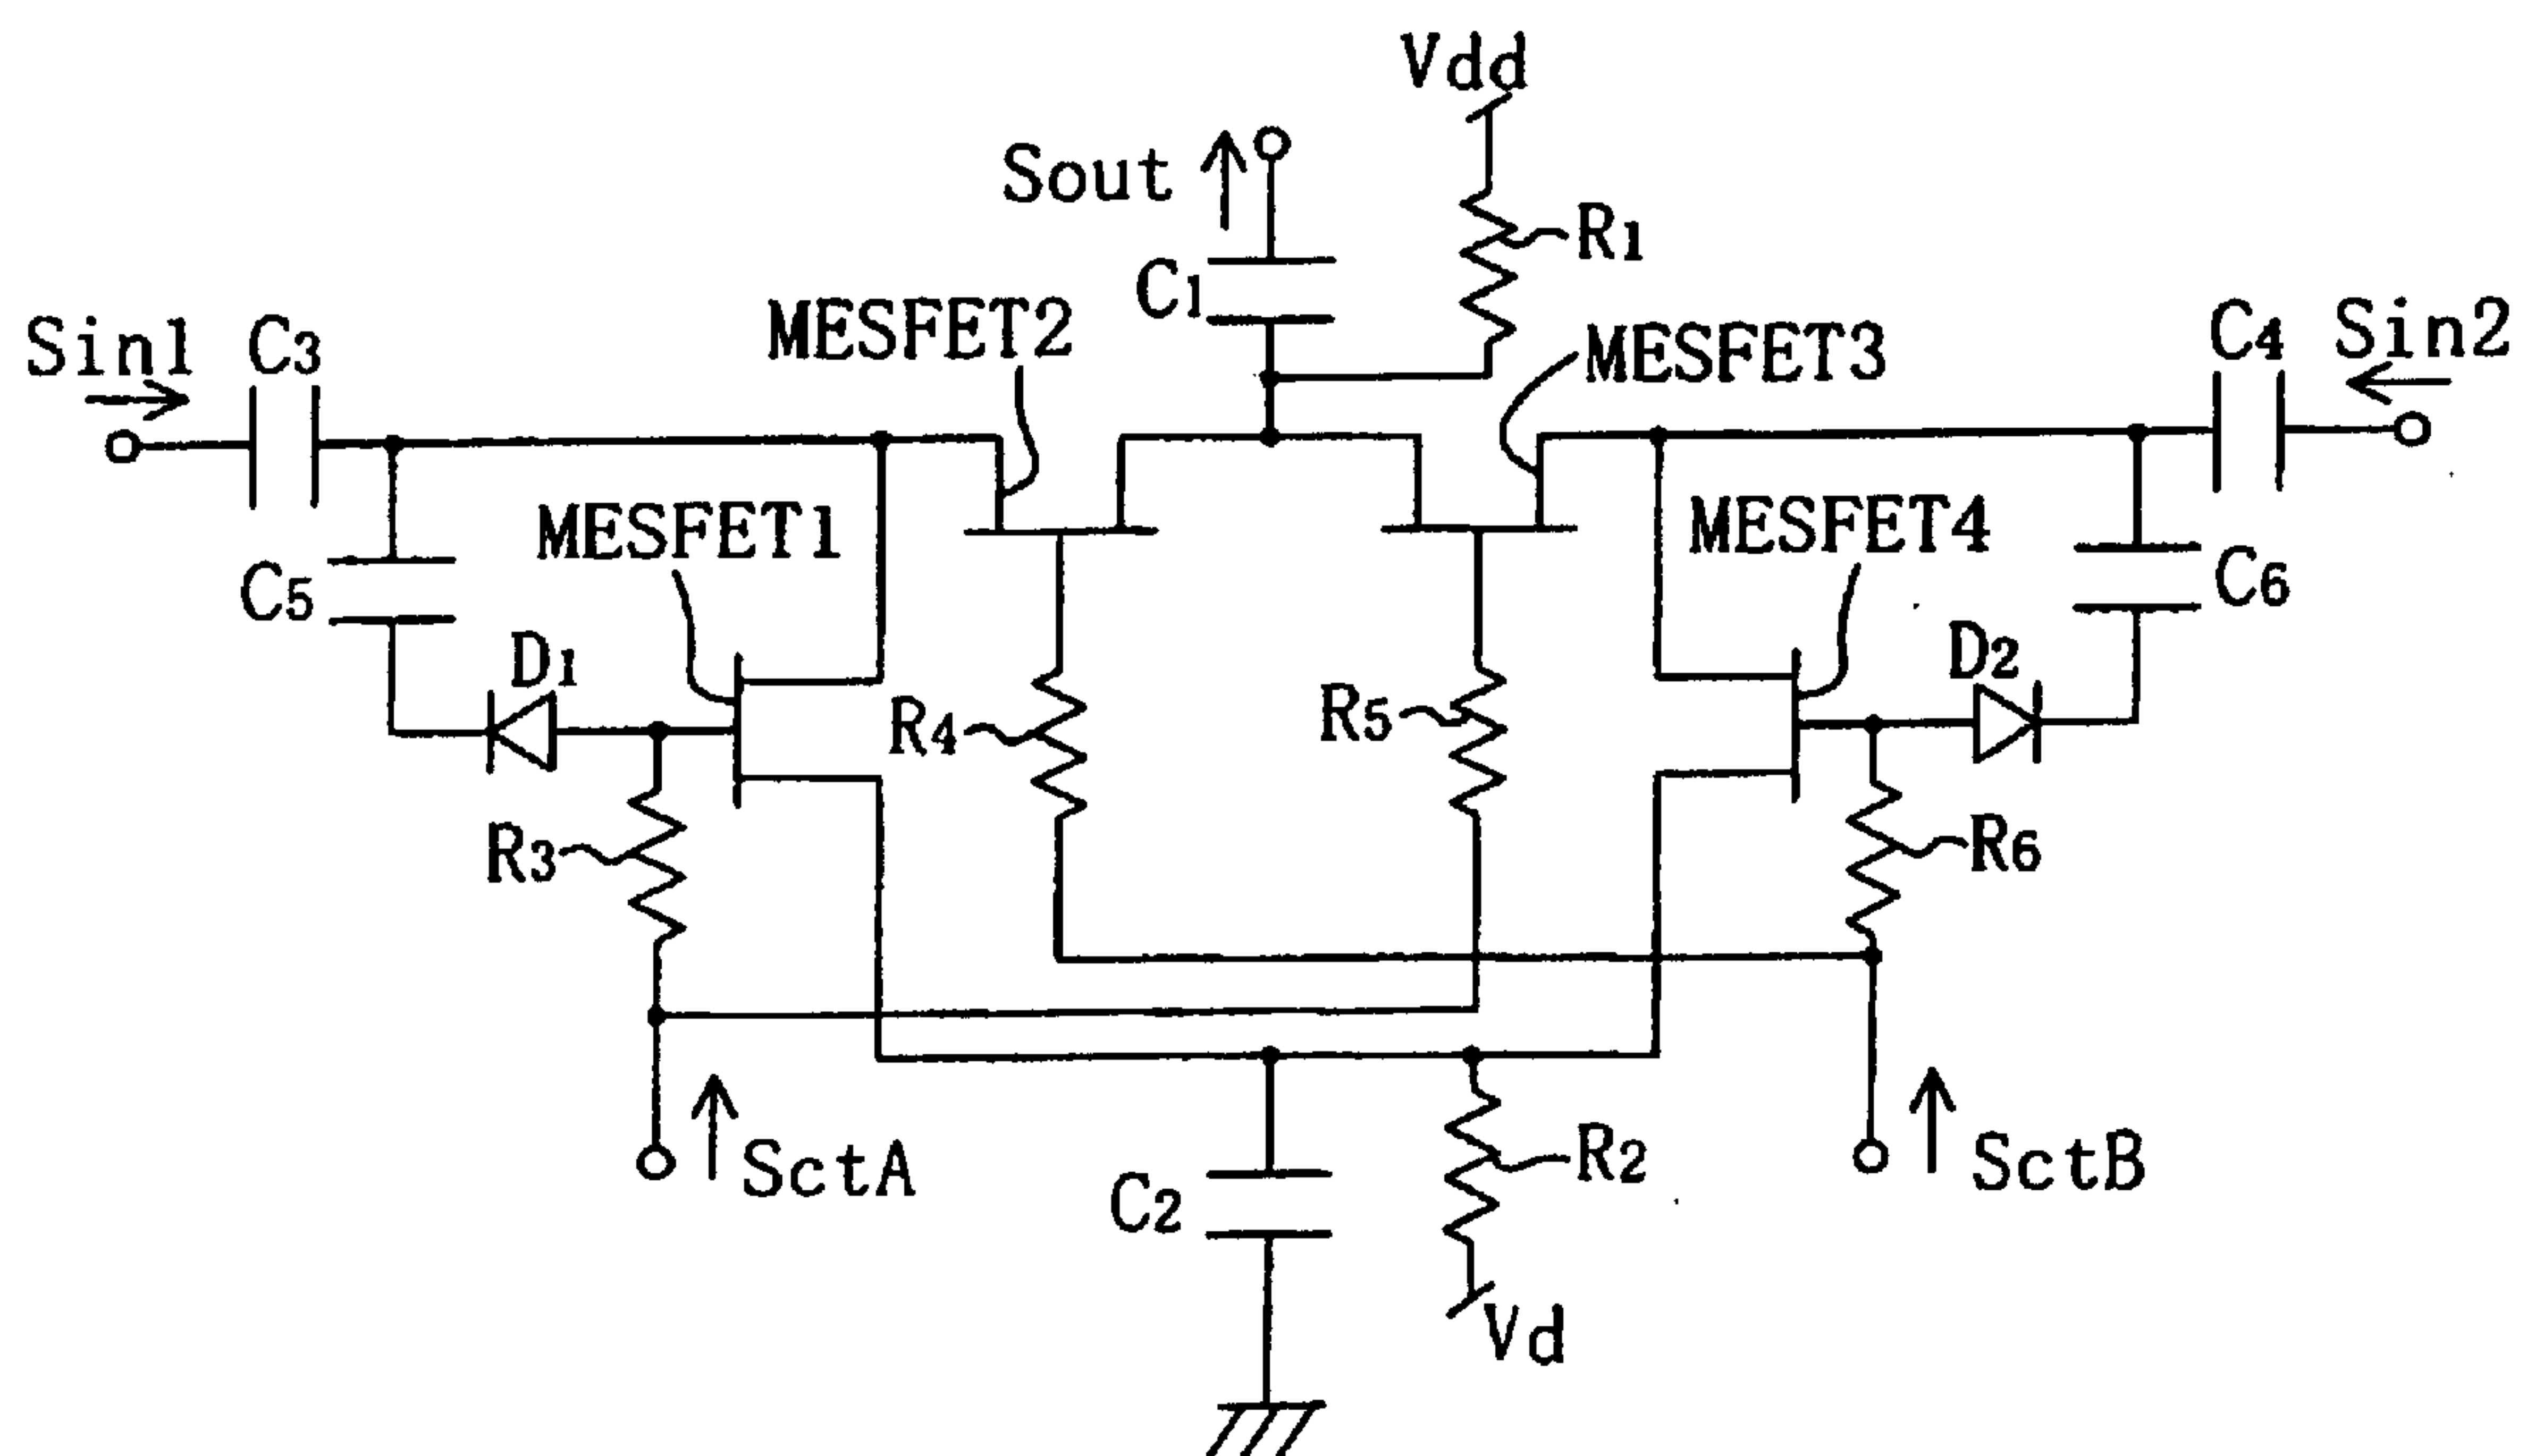 Vdd
Sout
C1
R1
MESFET2
MESFET3
Sin1
C3
C4
Sin2
MESFET1
MESFET4
C5
C6
D1
D2
R4
R5
R3
R6
SctA
SctB
C2
R2
Vd